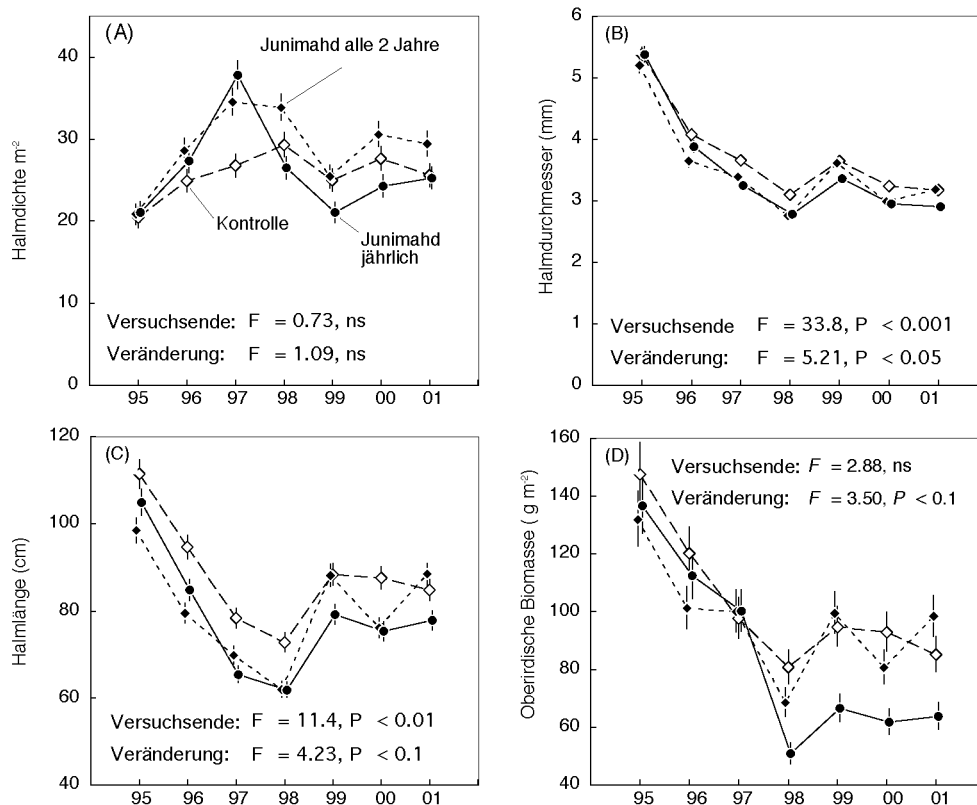 (A)
Halmdichte m-2
40
30
20
10
0
Junimahd alle 2 Jahre
Kontrolle
Junimahd
jährlich
Versuchsende: F = 0.73, ns
Veränderung: F = 1.09, ns
95 96 97 98 99 00 01
(B)
Halmdurchmesser (mm)
6
5
4
3
2
1
0
Versuchsende F = 33.8, P < 0.001
Veränderung: F = 5.21, P < 0.05
95 96 97 98 99 00 01
(C)
Halmlänge (cm)
120
100
80
60
40
Versuchsende: F = 11.4, P < 0.01
Veränderung: F = 4.23, P < 0.1
95 96 97 98 99 00 01
(D)
Oberirdische Biomasse ( g m-2)
160
140
120
100
80
60
40
Versuchsende: F = 2.88, ns
Veränderung: F = 3.50, P < 0.1
95 96 97 98 99 00 01